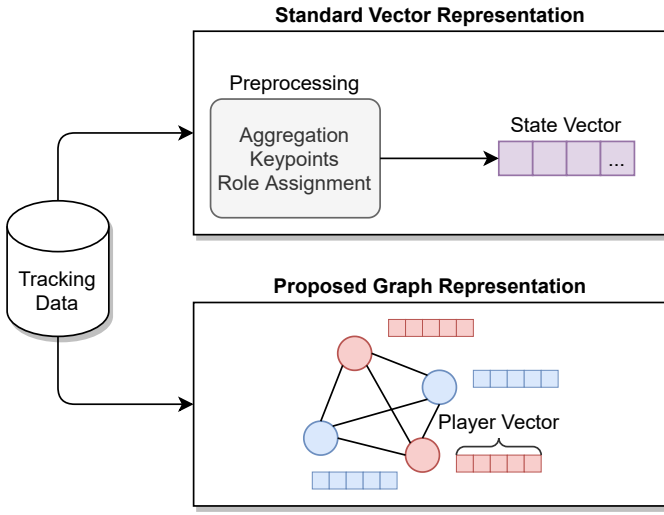 Standard Vector Representation
Preprocessing
Aggregation
Keypoints
Role Assignment
State Vector
...
Tracking
Data
Proposed Graph Representation
Player Vector